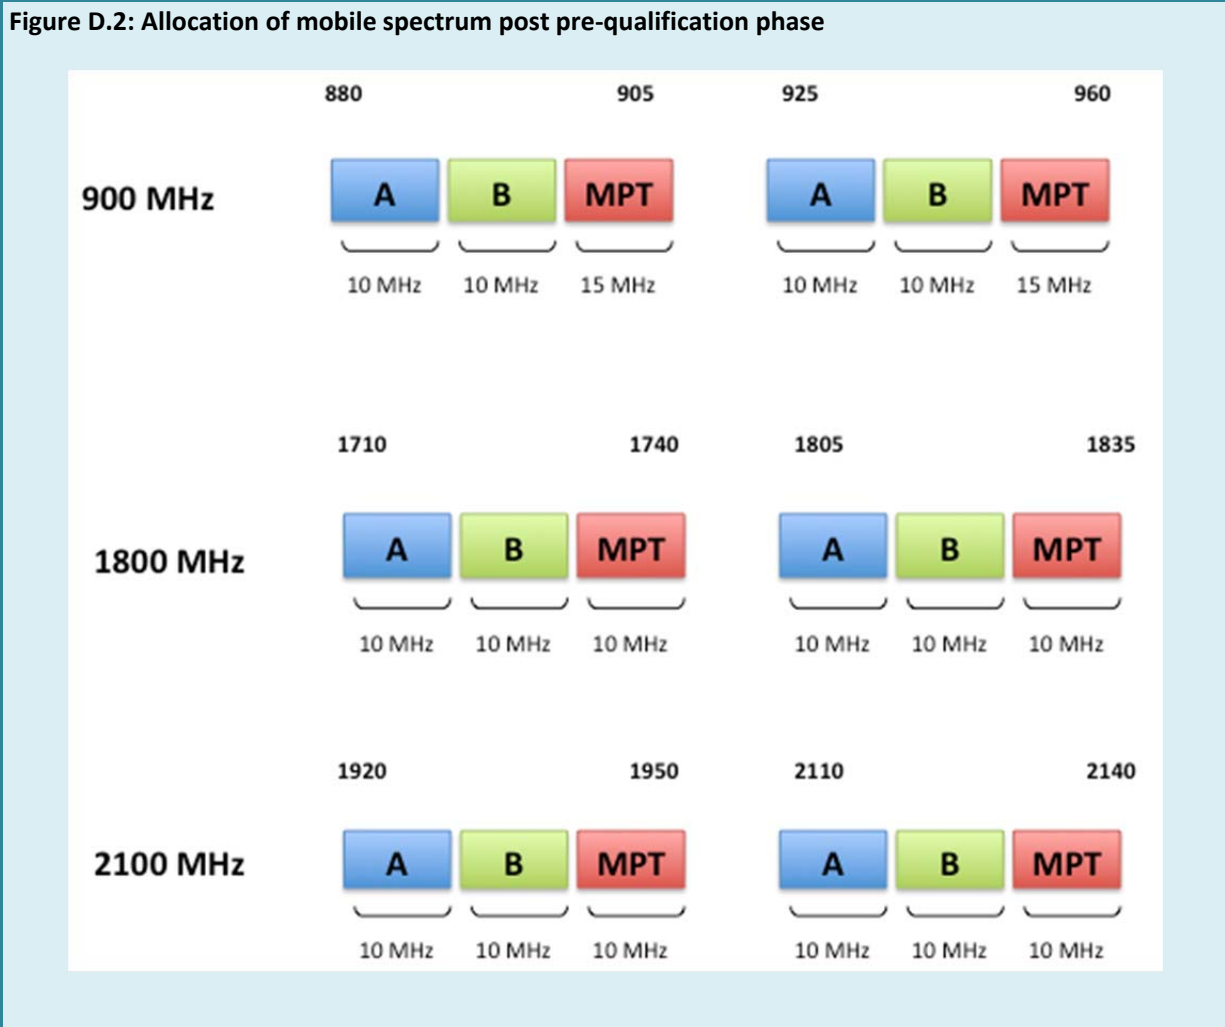 Figure D.2: Allocation of mobile spectrum post pre-qualification phase
880 905 925 960
900 MHz A B MPT A B MPT
10 MHz 10 MHz 15 MHz 10 MHz 10 MHz 15 MHz
1710 1740 1805 1835
1800 MHz A B MPT A B MPT
10 MHz 10 MHz 10 MHz 10 MHz 10 MHz 10 MHz
1920 1950 2110 2140
2100 MHz A B MPT A B MPT
10 MHz 10 MHz 10 MHz 10 MHz 10 MHz 10 MHz